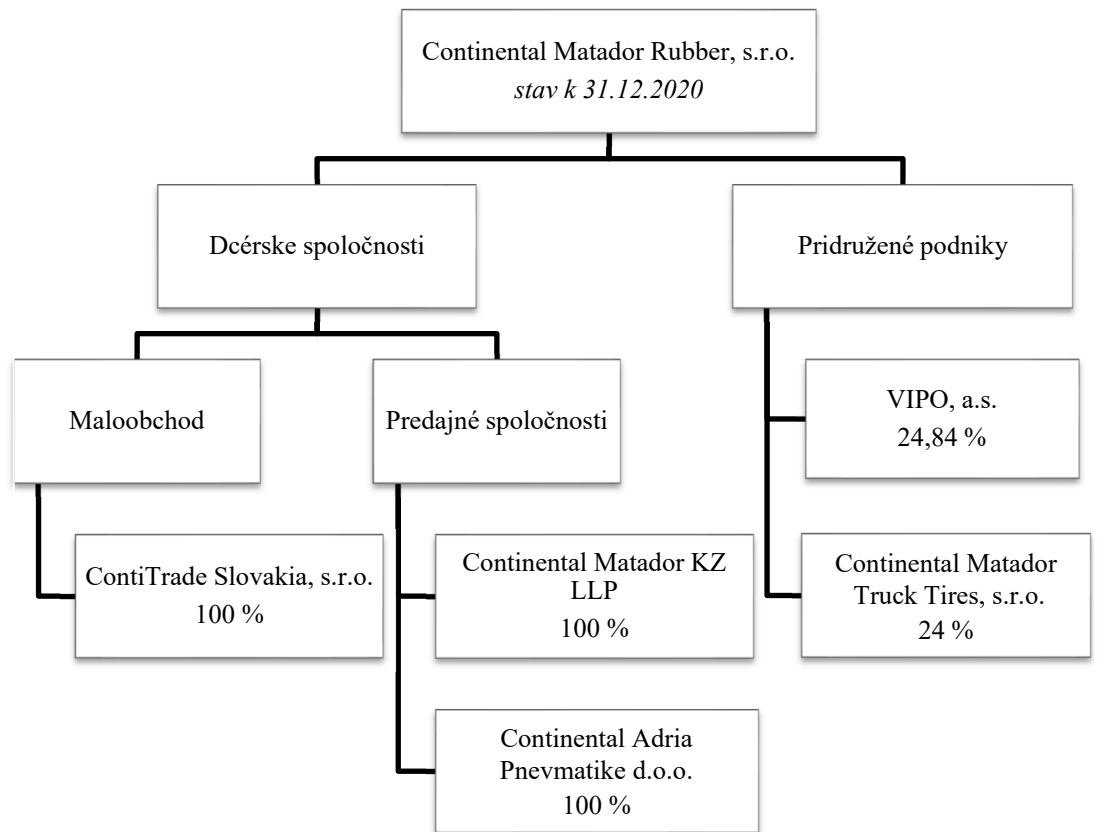 Continental Matador Rubber, s.r.o.
stav k 31.12.2020
Dcérske spoločnosti
Pridružené podniky
Maloobchod
Predajné spoločnosti
VIPO, a.s.
24,84 %
ContiTrade Slovakia, s.r.o.
100 %
Continental Matador KZ
LLP
100 %
Continental Matador
Truck Tires, s.r.o.
24 %
Continental Adria
Pnevmatike d.o.o.
100 %